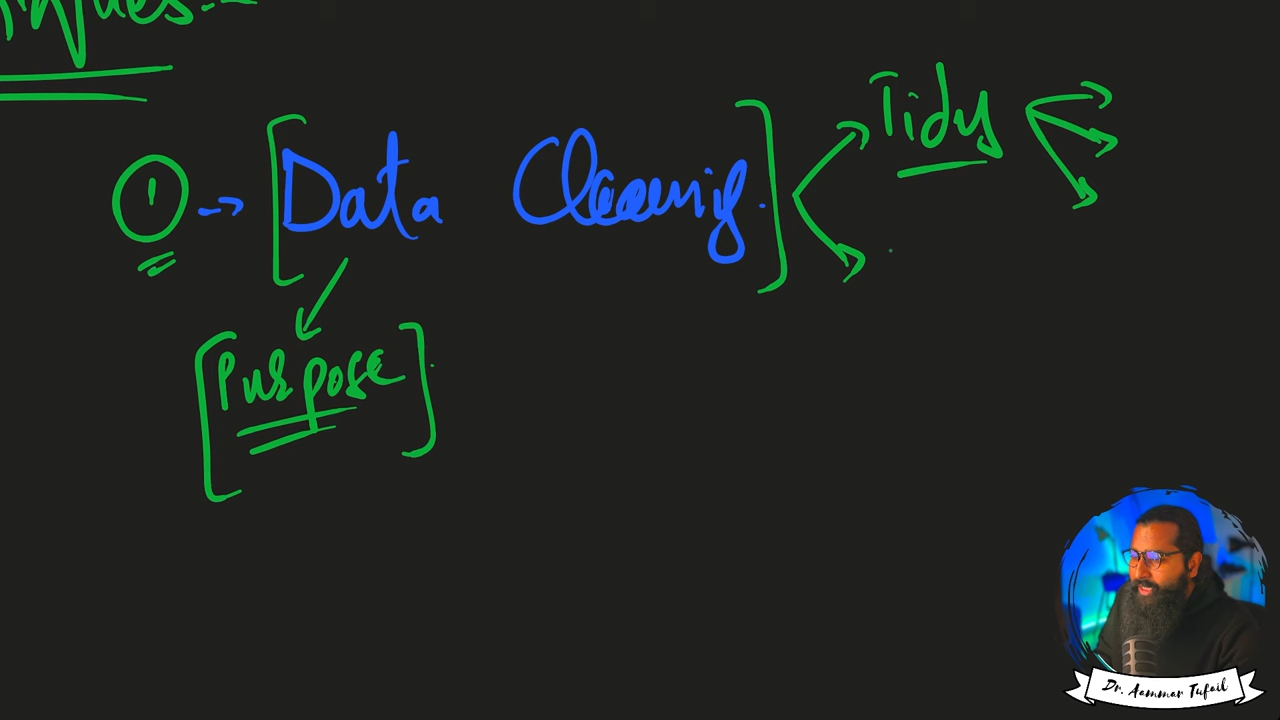 ① → [Data Cleaning.]
Tidy
[Purpose].
Dr. Aammar Tufail